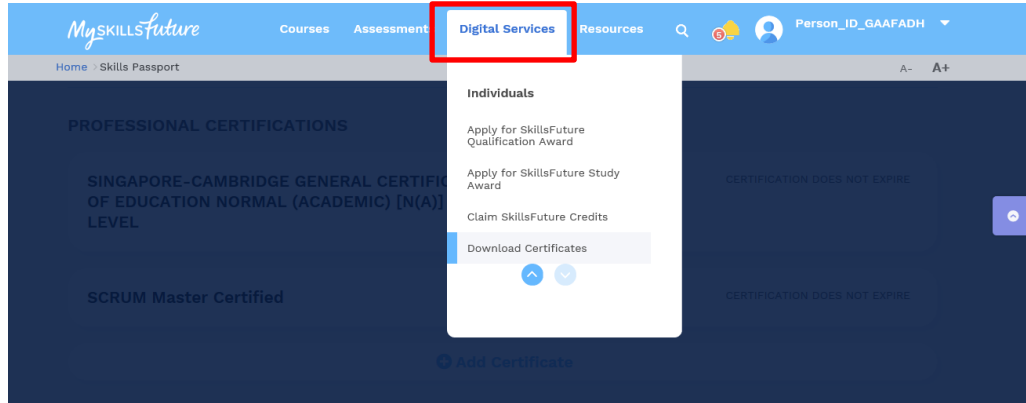 MySKILLSfuture
Courses Assessment Digital Services Resources 5 Person_ID_GAAFADH
Home > Skills Passport A- A+
Individuals
Apply for SkillsFuture
Qualification Award
Apply for SkillsFuture Study
Award
Claim SkillsFuture Credits
Download Certificates
PROFESSIONAL CERTIFICATIONS
SINGAPORE-CAMBRIDGE GENERAL CERTIFIC
OF EDUCATION NORMAL (ACADEMIC) [N(A)]
LEVEL
CERTIFICATION DOES NOT EXPIRE
SCRUM Master Certified
CERTIFICATION DOES NOT EXPIRE
Add Certificate